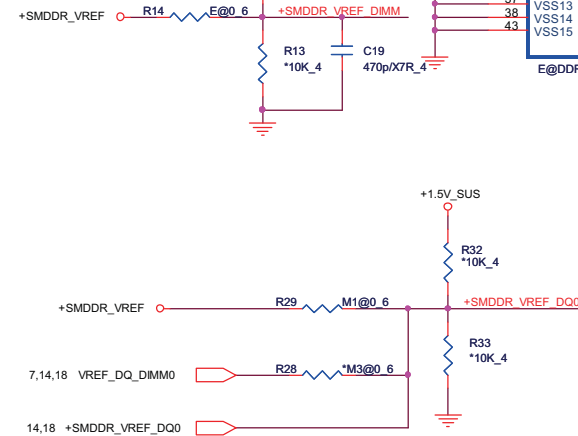 +SMDDR_VREF R14 E@0_6 +SMDDR_VREF_DIMM
R13
*10K_4
C19
470p/X7R_4
37 VSS13
38 VSS14
43 VSS15
E@DDR
+1.5V_SUS
R32
*10K_4
+SMDDR_VREF R29 M1@0_6 +SMDDR_VREF_DQ0
R33
*10K_4
7,14,18 VREF_DQ_DIMM0 R28 *M3@0_6
14,18 +SMDDR_VREF_DQ0